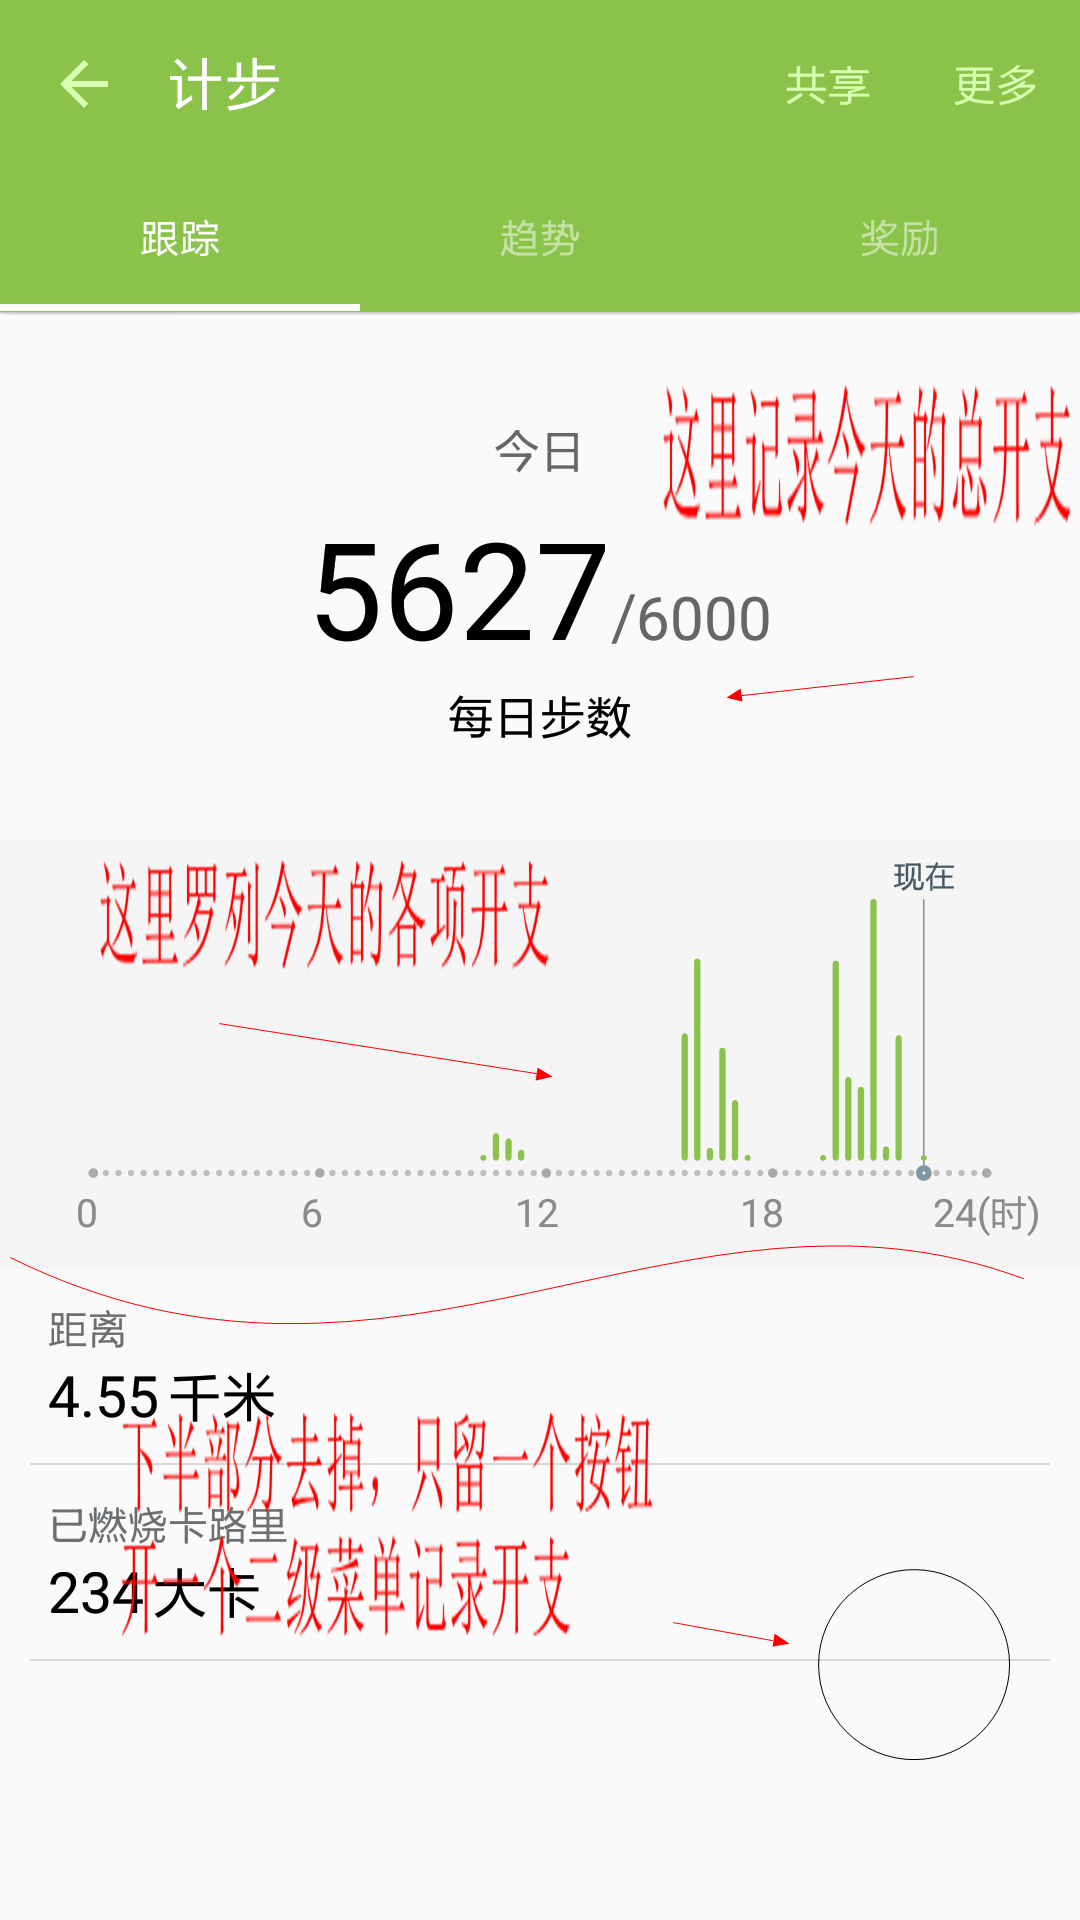 计步
共享
更多
跟踪
趋势
奖励
这里记录今天的总开支
今日
5627/6000
每日步数
这里罗列今天的各项开支
现在
0 6 12 18 24(时)
距离
4.55 千米
下半部分去掉，只留一个按钮
已燃烧卡路里
开一个二级菜单记录开支
234 大卡